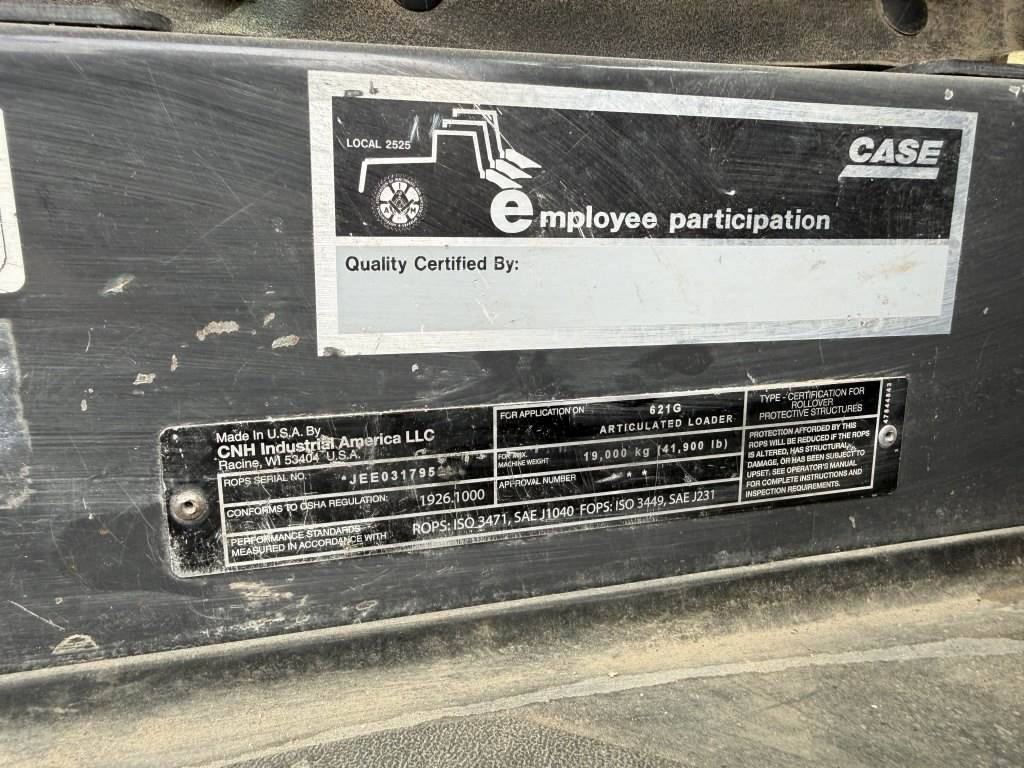 LOCAL 2525
CASE
employee participation
Quality Certified By:
Made In U.S.A. By
CNH Industrial America LLC
Racine, WI 53404 U.S.A.
ROPS SERIAL NO. *JEE031795
CONFORMS TO OSHA REGULATION: 1926.1000
PERFORMANCE STANDARDS
MEASURED IN ACCORDANCE WITH
ROPS: ISO 3471, SAE J1040 FOPS: ISO 3449, SAE J231
FOR APPLICATION ON 621G
ARTICULATED LOADER
FOR MAX.
MACHINE WEIGHT 19,000 kg (41,900 lb)
APPROVAL NUMBER * * *
TYPE - CERTIFICATION FOR
ROLLOVER
PROTECTIVE STRUCTURES
PROTECTION AFFORDED BY THIS
ROPS WILL BE REDUCED IF THE ROPS
IS ALTERED, HAS STRUCTURAL
DAMAGE, OR HAS BEEN SUBJECT TO
UPSET. SEE OPERATOR'S MANUAL
FOR COMPLETE INSTRUCTIONS AND
INSPECTION REQUIREMENTS.